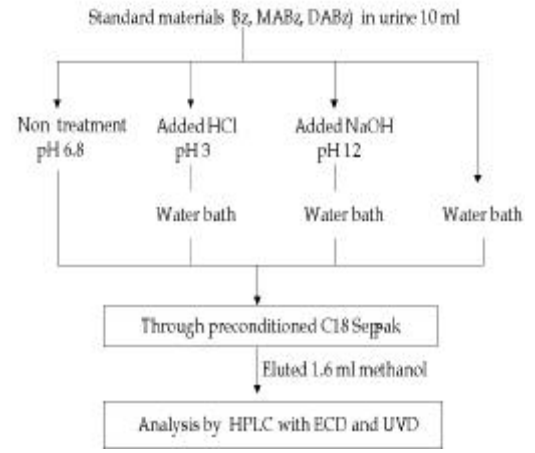 Standard materials (Bz, MABz, DABz) in urine 10 ml
Non treatment
pH 6.8
Added HCl
pH 3
Added NaOH
pH 12
Water bath
Water bath
Water bath
Through preconditioned C18 Seppak
Eluted 1.6 ml methanol
Analysis by HPLC with ECD and UVD